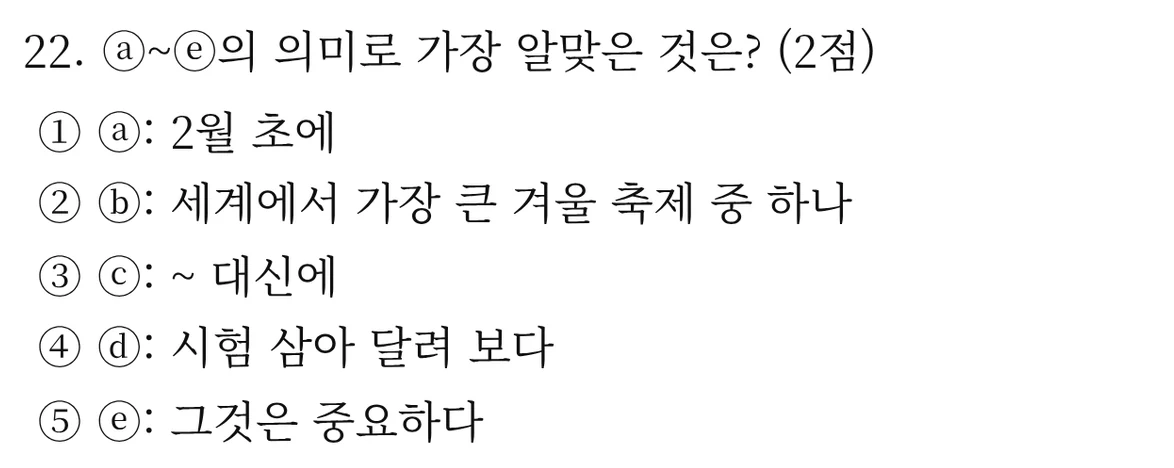 22. ⓐ~ⓔ의 의미로 가장 알맞은 것은? (2점)
① ⓐ: 2월 초에
② ⓑ: 세계에서 가장 큰 겨울 축제 중 하나
③ ⓒ: ~ 대신에
④ ⓓ: 시험 삼아 달려 보다
⑤ ⓔ: 그것은 중요하다